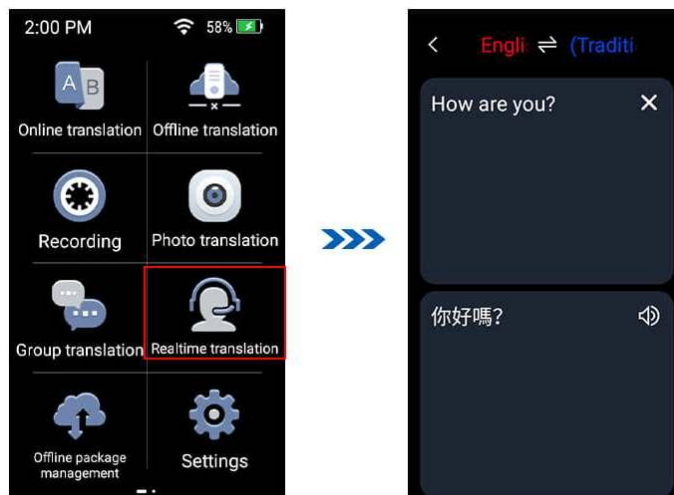 2:00 PM 58%
A B
Online translation Offline translation
Recording Photo translation
Group translation Realtime translation
Offline package
management
Settings
Engli (Traditi
How are you?
你好嗎?